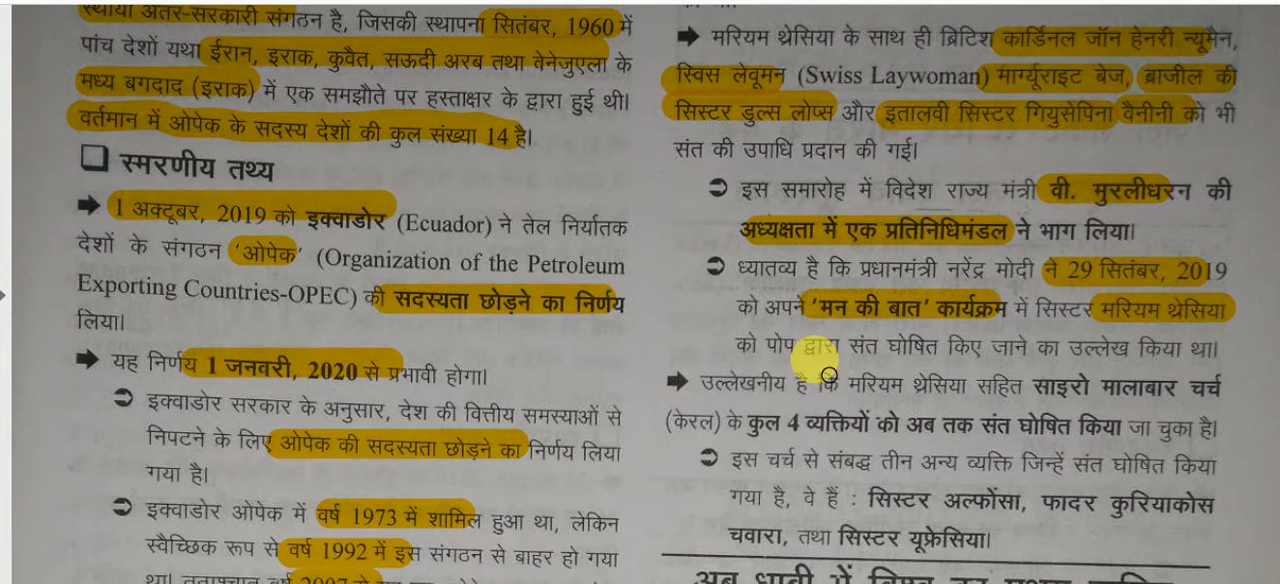 स्थायी अंतर-सरकारी संगठन है, जिसकी स्थापना सितंबर, 1960 में
पांच देशों यथा ईरान, इराक, कुवैत, सऊदी अरब तथा वेनेजुएला के
मध्य बगदाद (इराक) में एक समझौते पर हस्ताक्षर के द्वारा हुई थी।
वर्तमान में ओपेक के सदस्य देशों की कुल संख्या 14 है।
❑ स्मरणीय तथ्य
➡ 1 अक्टूबर, 2019 को इक्वाडोर (Ecuador) ने तेल निर्यातक
देशों के संगठन 'ओपेक' (Organization of the Petroleum
Exporting Countries-OPEC) की सदस्यता छोड़ने का निर्णय
लिया।
➡ यह निर्णय 1 जनवरी, 2020 से प्रभावी होगा।
➲ इक्वाडोर सरकार के अनुसार, देश की वित्तीय समस्याओं से
निपटने के लिए ओपेक की सदस्यता छोड़ने का निर्णय लिया
गया है।
➲ इक्वाडोर ओपेक में वर्ष 1973 में शामिल हुआ था, लेकिन
स्वैच्छिक रूप से वर्ष 1992 में इस संगठन से बाहर हो गया
था। तत्पश्चात वर्ष 2007
➡ मरियम थ्रेसिया के साथ ही ब्रिटिश कार्डिनल जॉन हेनरी न्यूमैन,
स्विस लेवूमन (Swiss Laywoman) मार्ग्यूराइट बेज, ब्राजील की
सिस्टर डुल्स लोप्स और इतालवी सिस्टर गियुसेपिना वैनीनी को भी
संत की उपाधि प्रदान की गई।
➲ इस समारोह में विदेश राज्य मंत्री वी. मुरलीधरन की
अध्यक्षता में एक प्रतिनिधिमंडल ने भाग लिया।
➲ ध्यातव्य है कि प्रधानमंत्री नरेंद्र मोदी ने 29 सितंबर, 2019
को अपने 'मन की बात' कार्यक्रम में सिस्टर मरियम थ्रेसिया
को पोप द्वारा संत घोषित किए जाने का उल्लेख किया था।
➡ उल्लेखनीय है कि मरियम थ्रेसिया सहित साइरो मालाबार चर्च
(केरल) के कुल 4 व्यक्तियों को अब तक संत घोषित किया जा चुका है।
➲ इस चर्च से संबद्ध तीन अन्य व्यक्ति जिन्हें संत घोषित किया
गया है, वे हैं : सिस्टर अल्फोंसा, फादर कुरियाकोस
चवारा, तथा सिस्टर यूफ्रेसिया।